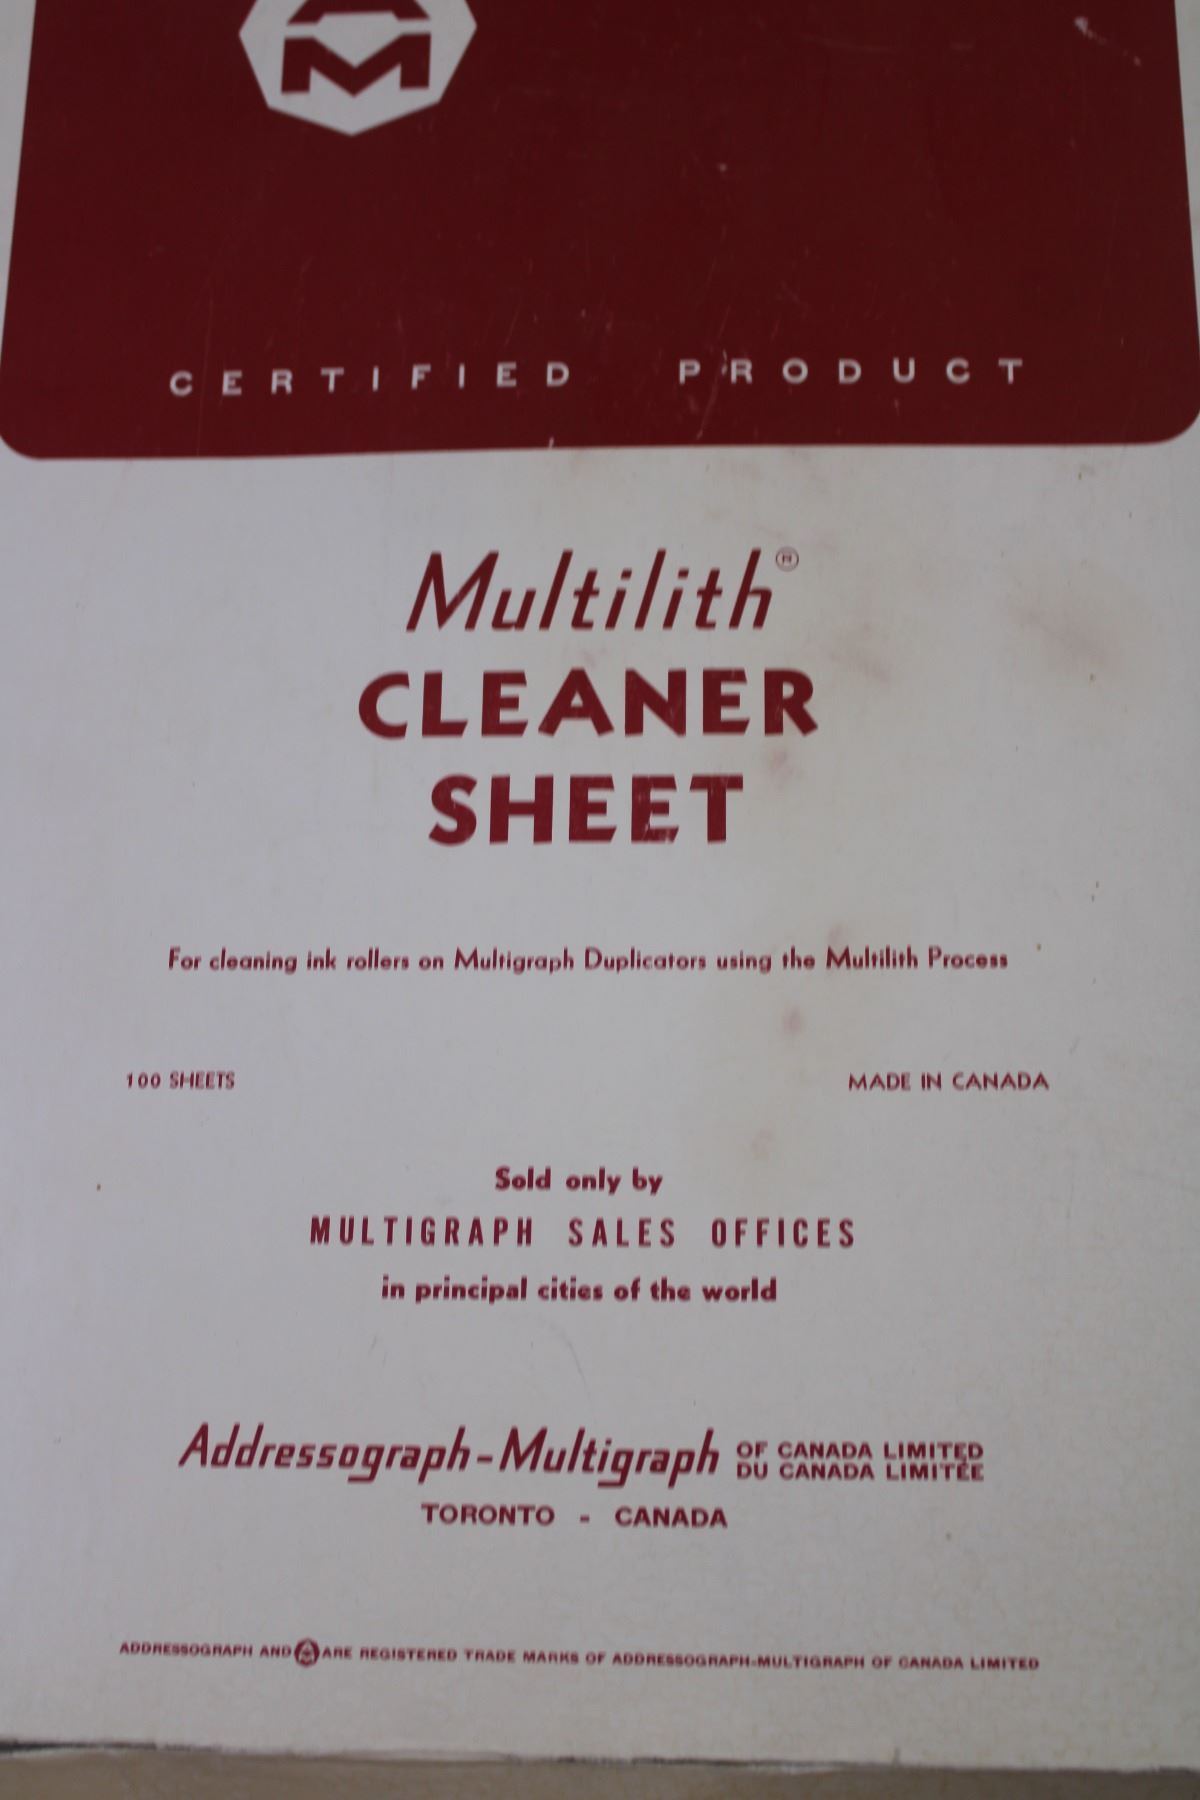 AM
CERTIFIED PRODUCT
Multilith®
CLEANER
SHEET
For cleaning ink rollers on Multigraph Duplicators using the Multilith Process
100 SHEETS MADE IN CANADA
Sold only by
MULTIGRAPH SALES OFFICES
in principal cities of the world
Addressograph-Multigraph OF CANADA LIMITED
DU CANADA LIMITÉE
TORONTO - CANADA
ADDRESSOGRAPH AND AM ARE REGISTERED TRADE MARKS OF ADDRESSOGRAPH-MULTIGRAPH OF CANADA LIMITED